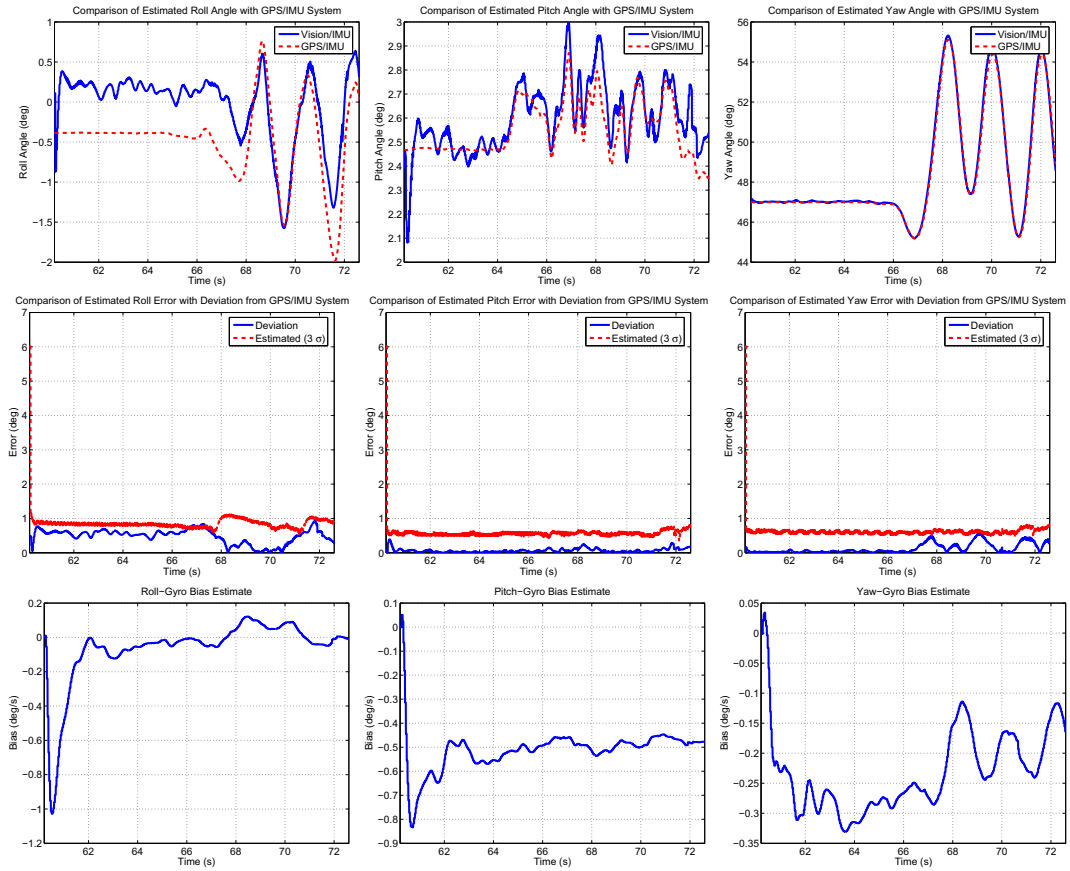 Comparison of Estimated Roll Angle with GPS/IMU System
Vision/IMU
GPS/IMU
1
0.5
0
−0.5
−1
−1.5
−2
Roll Angle (deg)
62 64 66 68 70 72
Time (s)
Comparison of Estimated Pitch Angle with GPS/IMU System
Vision/IMU
GPS/IMU
3
2.9
2.8
2.7
2.6
2.5
2.4
2.3
2.2
2.1
2
Pitch Angle (deg)
62 64 66 68 70 72
Time (s)
Comparison of Estimated Yaw Angle with GPS/IMU System
Vision/IMU
GPS/IMU
56
54
52
50
48
46
44
Yaw Angle (deg)
62 64 66 68 70 72
Time (s)
Comparison of Estimated Roll Error with Deviation from GPS/IMU System
Deviation
Estimated (3 σ)
7
6
5
4
3
2
1
0
Error (deg)
62 64 66 68 70 72
Time (s)
Comparison of Estimated Pitch Error with Deviation from GPS/IMU System
Deviation
Estimated (3 σ)
7
6
5
4
3
2
1
0
Error (deg)
62 64 66 68 70 72
Time (s)
Comparison of Estimated Yaw Error with Deviation from GPS/IMU System
Deviation
Estimated (3 σ)
7
6
5
4
3
2
1
0
Error (deg)
62 64 66 68 70 72
Time (s)
Roll−Gyro Bias Estimate
0.2
0
−0.2
−0.4
−0.6
−0.8
−1
−1.2
Bias (deg/s)
62 64 66 68 70 72
Time (s)
Pitch−Gyro Bias Estimate
0.1
0
−0.1
−0.2
−0.3
−0.4
−0.5
−0.6
−0.7
−0.8
−0.9
Bias (deg/s)
62 64 66 68 70 72
Time (s)
Yaw−Gyro Bias Estimate
0.05
0
−0.05
−0.1
−0.15
−0.2
−0.25
−0.3
−0.35
Bias (deg/s)
62 64 66 68 70 72
Time (s)